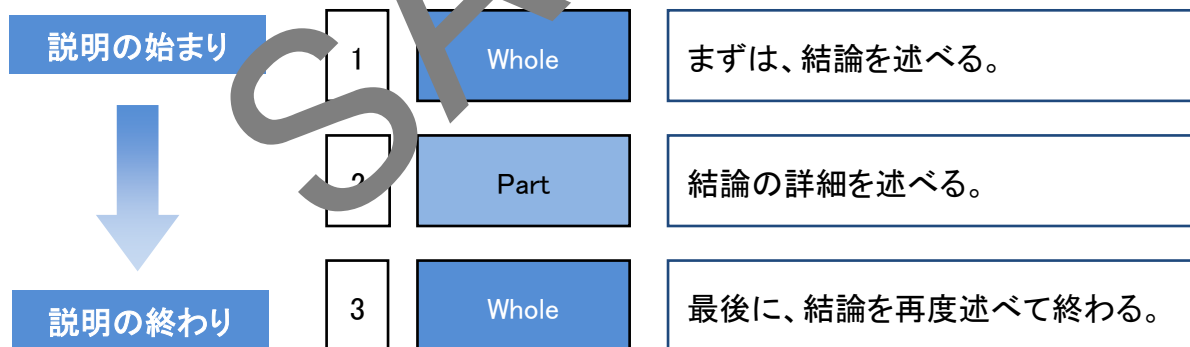 説明の始まり
1
Whole
まずは、結論を述べる。
2
Part
結論の詳細を述べる。
説明の終わり
3
Whole
最後に、結論を再度述べて終わる。